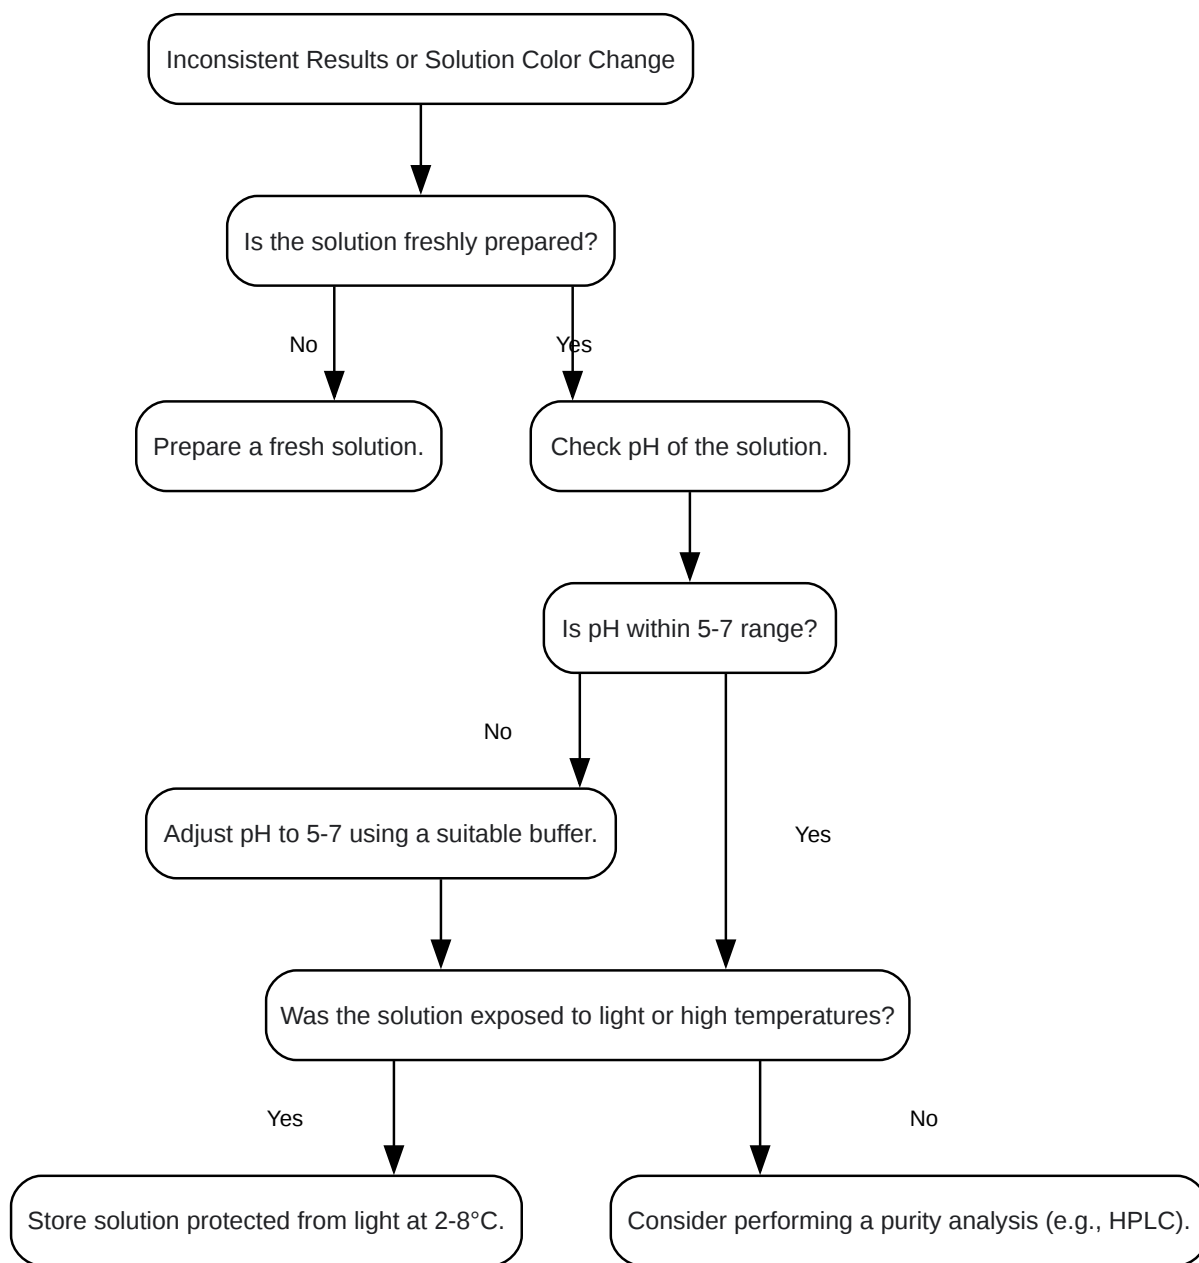 Inconsistent Results or Solution Color Change
Is the solution freshly prepared?
No
Yes
Prepare a fresh solution.
Check pH of the solution.
Is pH within 5-7 range?
No
Adjust pH to 5-7 using a suitable buffer.
Yes
Was the solution exposed to light or high temperatures?
Yes
No
Store solution protected from light at 2-8°C.
Consider performing a purity analysis (e.g., HPLC).